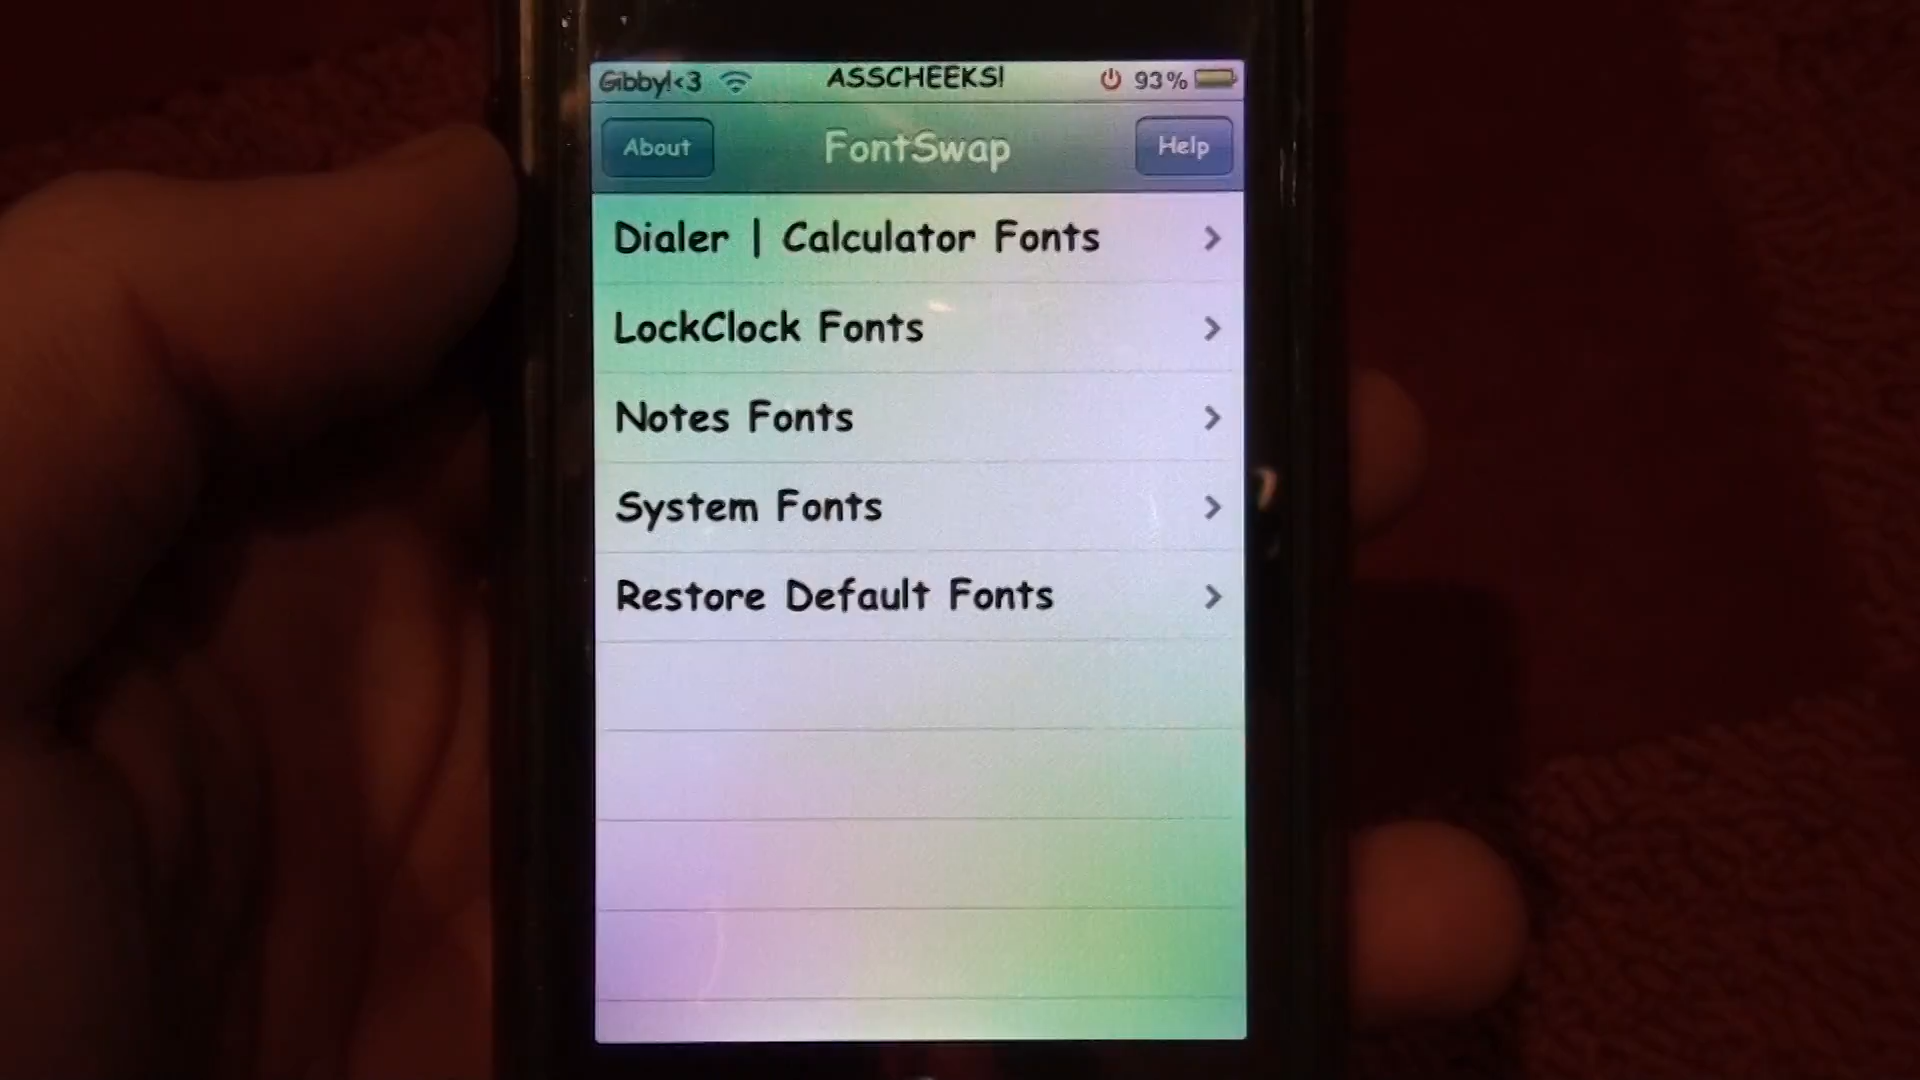 Gibby!<3 ASSCHEEKS! 93%
About FontSwap Help
Dialer | Calculator Fonts
LockClock Fonts
Notes Fonts
System Fonts
Restore Default Fonts